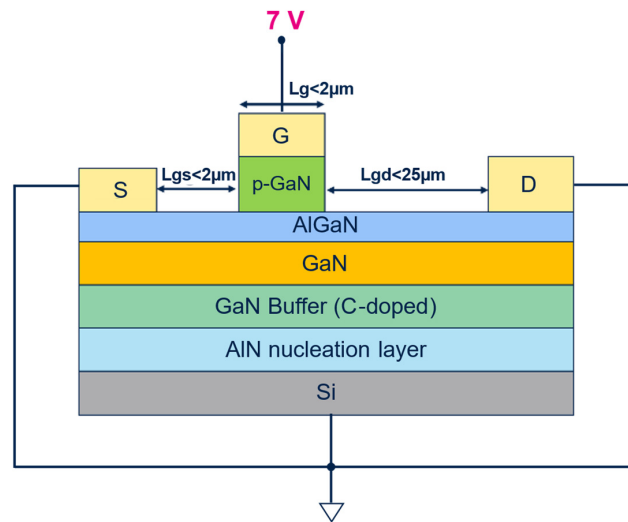 7 V
Lg<2µm
G
S
Lgs<2µm
p-GaN
Lgd<25µm
D
AlGaN
GaN
GaN Buffer (C-doped)
AlN nucleation layer
Si